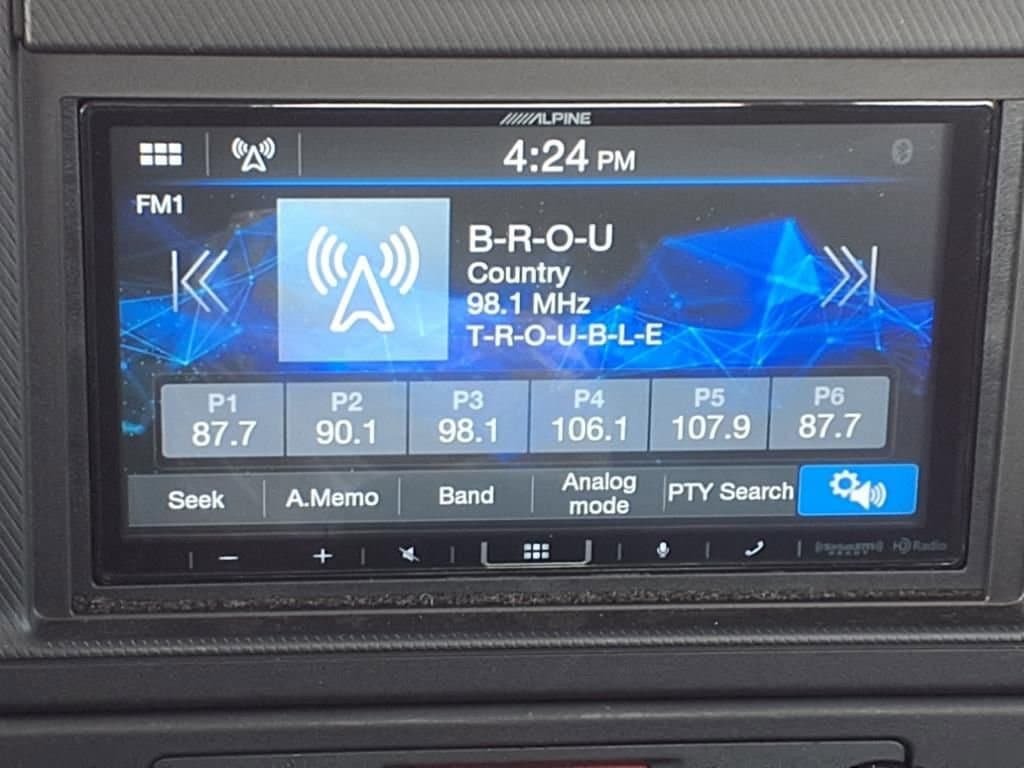 ALPINE
4:24 PM
FM1
B-R-O-U
Country
98.1 MHz
T-R-O-U-B-L-E
P1 P2 P3 P4 P5 P6
87.7 90.1 98.1 106.1 107.9 87.7
Seek A.Memo Band Analog mode PTY Search
- +
HD Radio